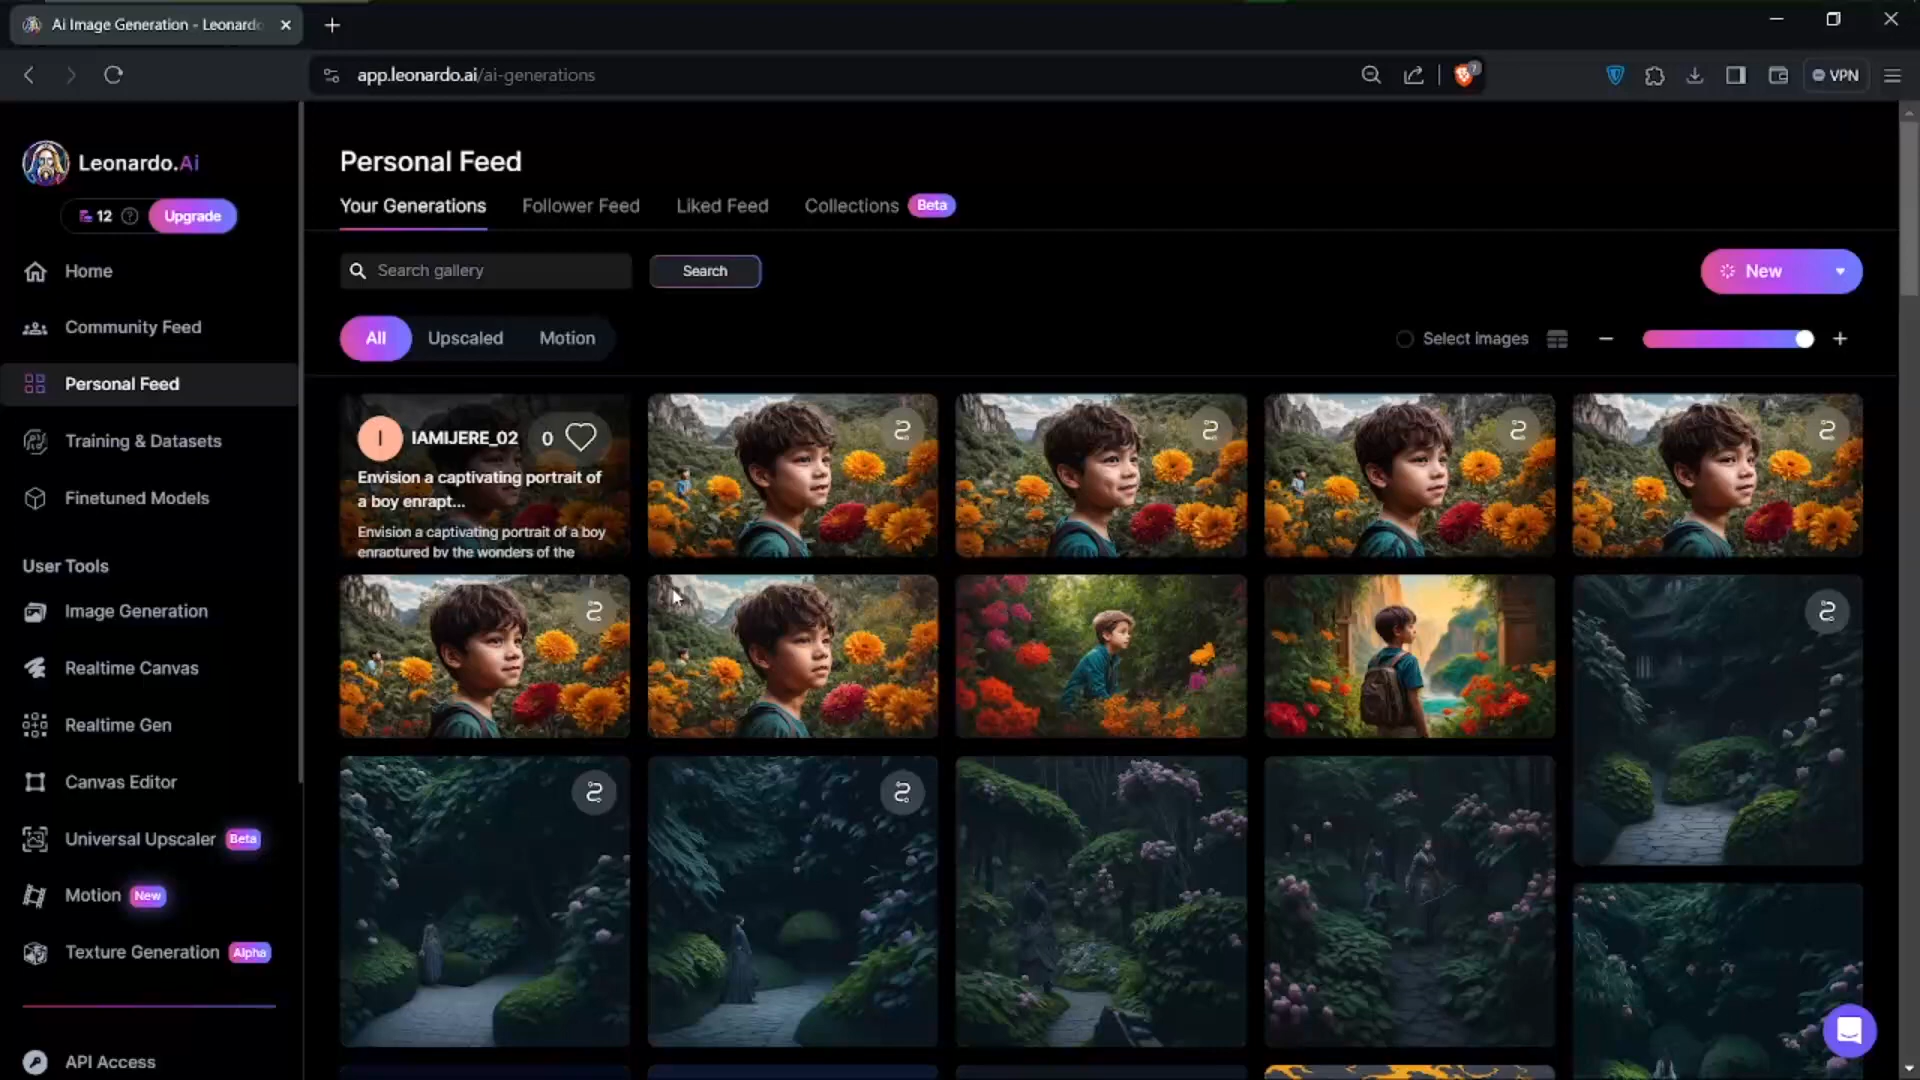 Ai Image Generation - Leonardo
app.leonardo.ai/ai-generations
7
VPN
Leonardo.Ai
12
?
Upgrade
Home
Community Feed
Personal Feed
Training & Datasets
Finetuned Models
User Tools
Image Generation
Realtime Canvas
Realtime Gen
Canvas Editor
Universal Upscaler Beta
Motion New
Texture Generation Alpha
API Access
Personal Feed
Your Generations Follower Feed Liked Feed Collections Beta
Search gallery Search
New
All Upscaled Motion
Select images
I IAMIJERE_02 0
Envision a captivating portrait of
a boy enrapt...
Envision a captivating portrait of a boy
enraptured by the wonders of the